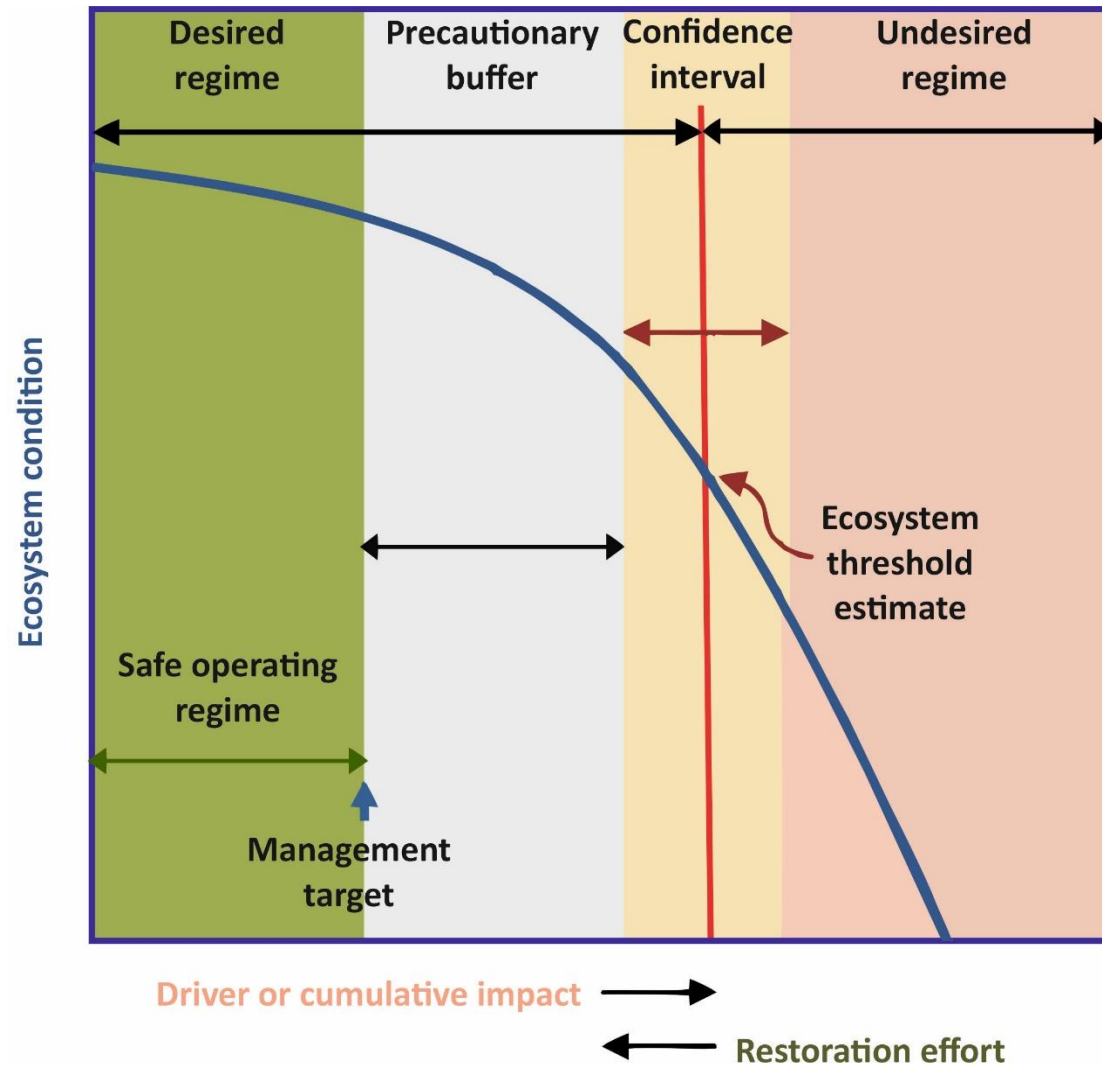 Desired
regime
Precautionary
buffer
Confidence
interval
Undesired
regime
Ecosystem condition
Ecosystem
threshold
estimate
Safe operating
regime
Management
target
Driver or cumulative impact
Restoration effort